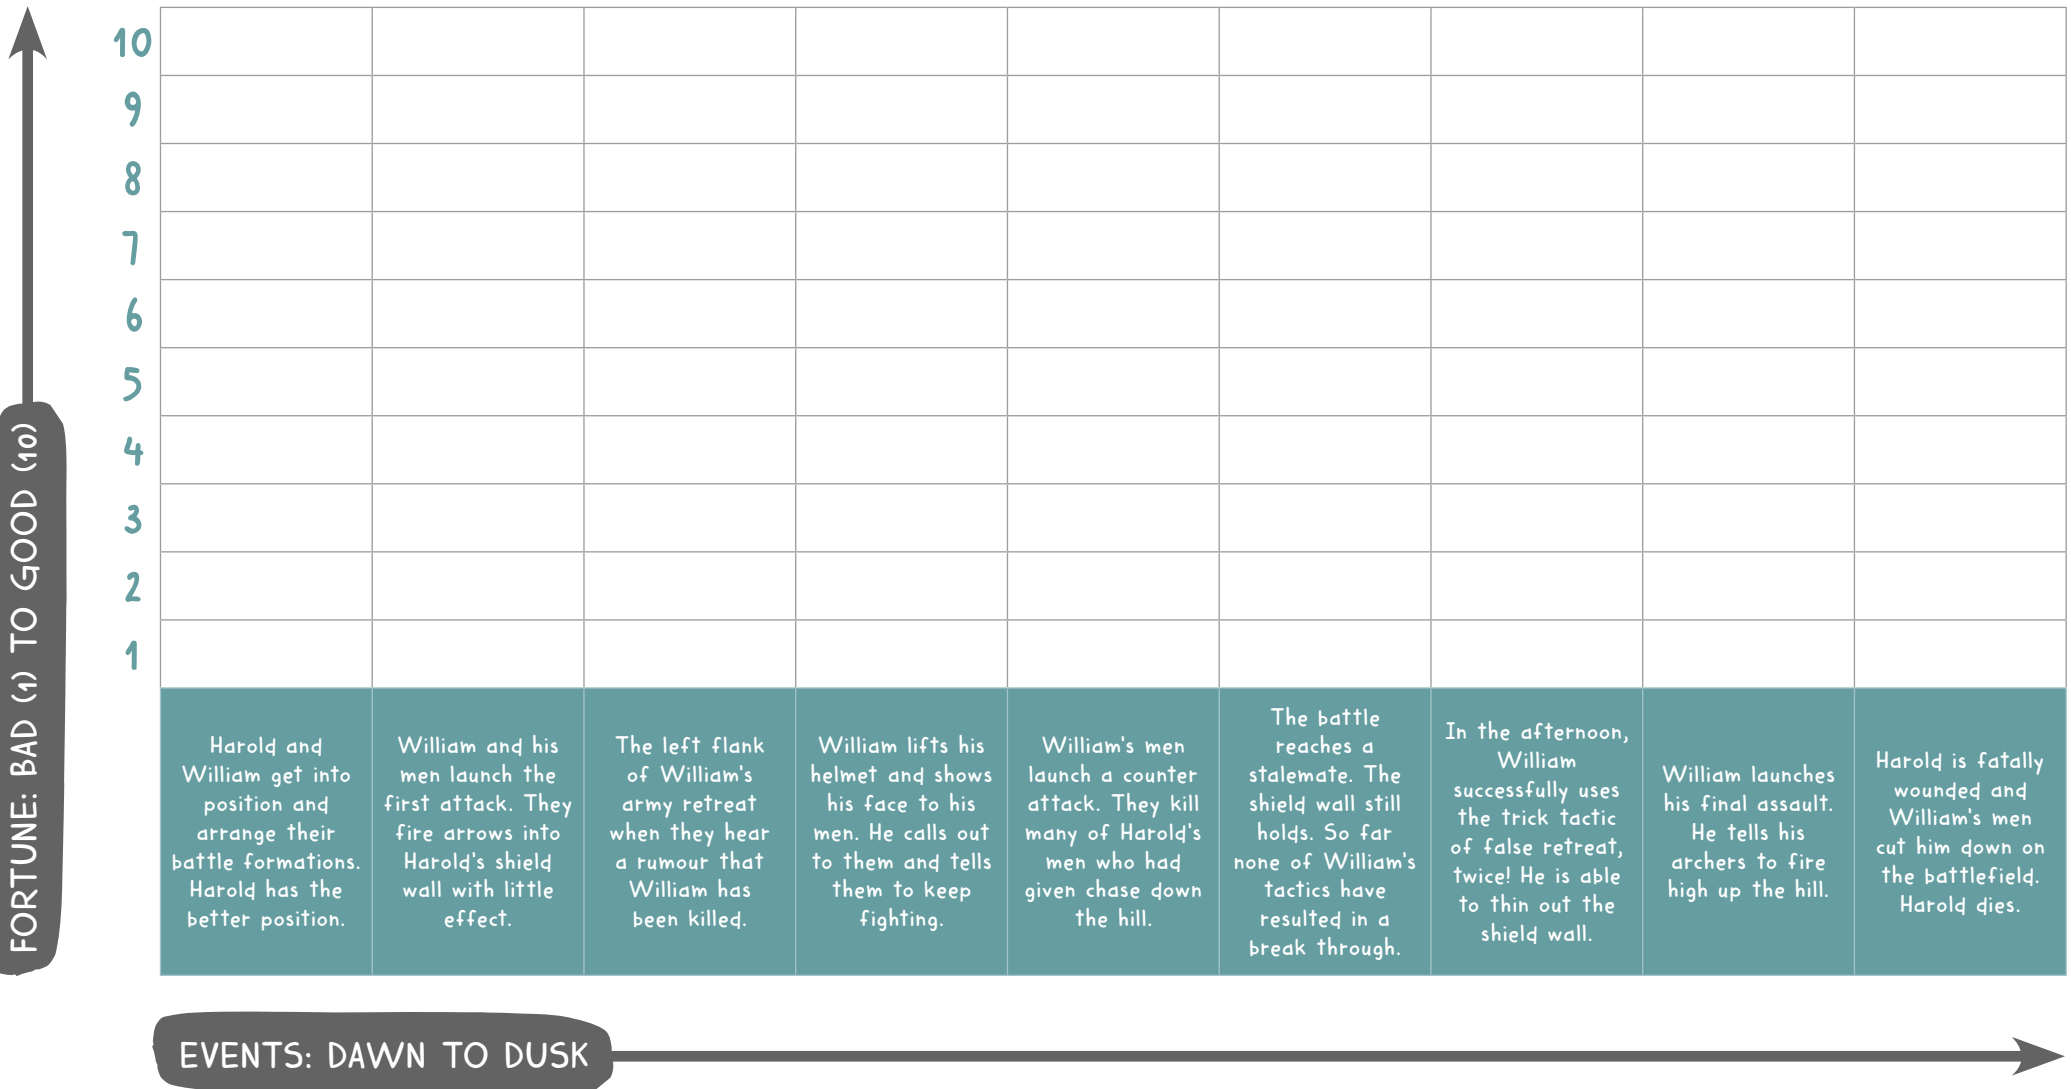 10
9
8
7
6
5
4
3
2
1
FORTUNE: BAD (1) TO GOOD (10)
Harold and
William get into
position and
arrange their
battle formations.
Harold has the
better position.
William and his
men launch the
first attack. They
fire arrows into
Harold's shield
wall with little
effect.
The left flank
of William's
army retreat
when they hear
a rumour that
William has
been killed.
William lifts his
helmet and shows
his face to his
men. He calls out
to them and tells
them to keep
fighting.
William's men
launch a counter
attack. They kill
many of Harold's
men who had
given chase down
the hill.
The battle
reaches a
stalemate. The
shield wall still
holds. So far
none of William's
tactics have
resulted in a
break through.
In the afternoon,
William
successfully uses
the trick tactic
of false retreat,
twice! He is able
to thin out the
shield wall.
William launches
his final assault.
He tells his
archers to fire
high up the hill.
Harold is fatally
wounded and
William's men
cut him down on
the battlefield.
Harold dies.
EVENTS: DAWN TO DUSK